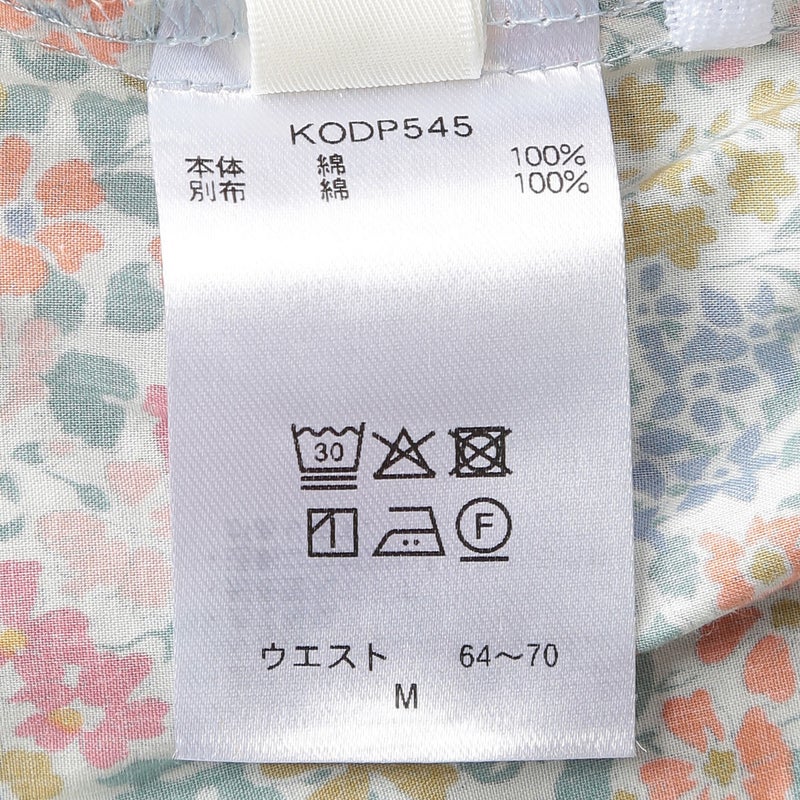 KODP545
本体 綿 100%
別布 綿 100%
30
F
ウエスト 64～70
M